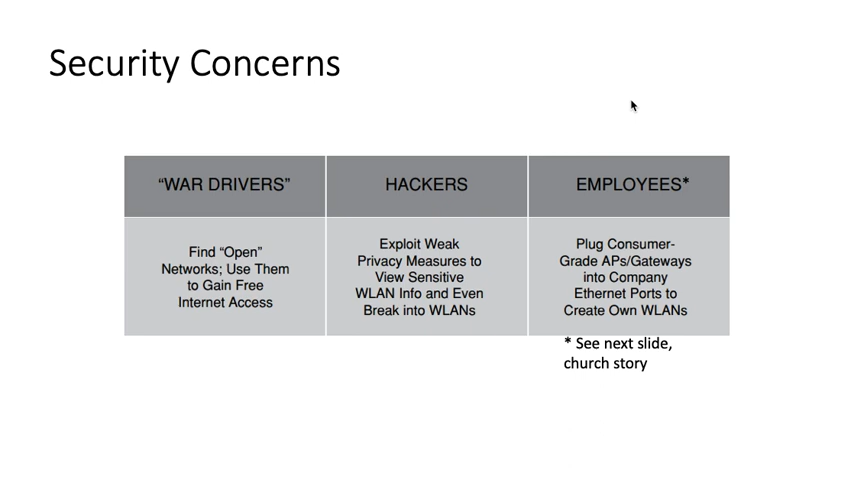 Security Concerns
“WAR DRIVERS”
HACKERS
EMPLOYEES*
Find “Open”
Networks; Use Them
to Gain Free
Internet Access
Exploit Weak
Privacy Measures to
View Sensitive
WLAN Info and Even
Break into WLANs
Plug Consumer-
Grade APs/Gateways
into Company
Ethernet Ports to
Create Own WLANs
* See next slide,
church story